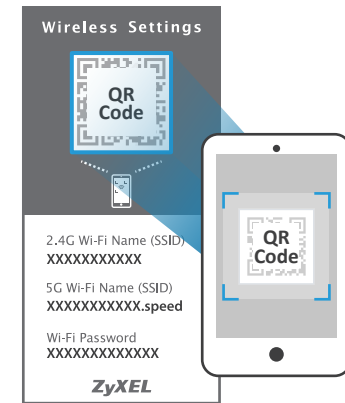 Wireless Settings
QR
Code
2.4G Wi-Fi Name (SSID)
XXXXXXXXXXX
5G Wi-Fi Name (SSID)
XXXXXXXXXXX.speed
Wi-Fi Password
XXXXXXXXXXXXX
ZyXEL
QR
Code